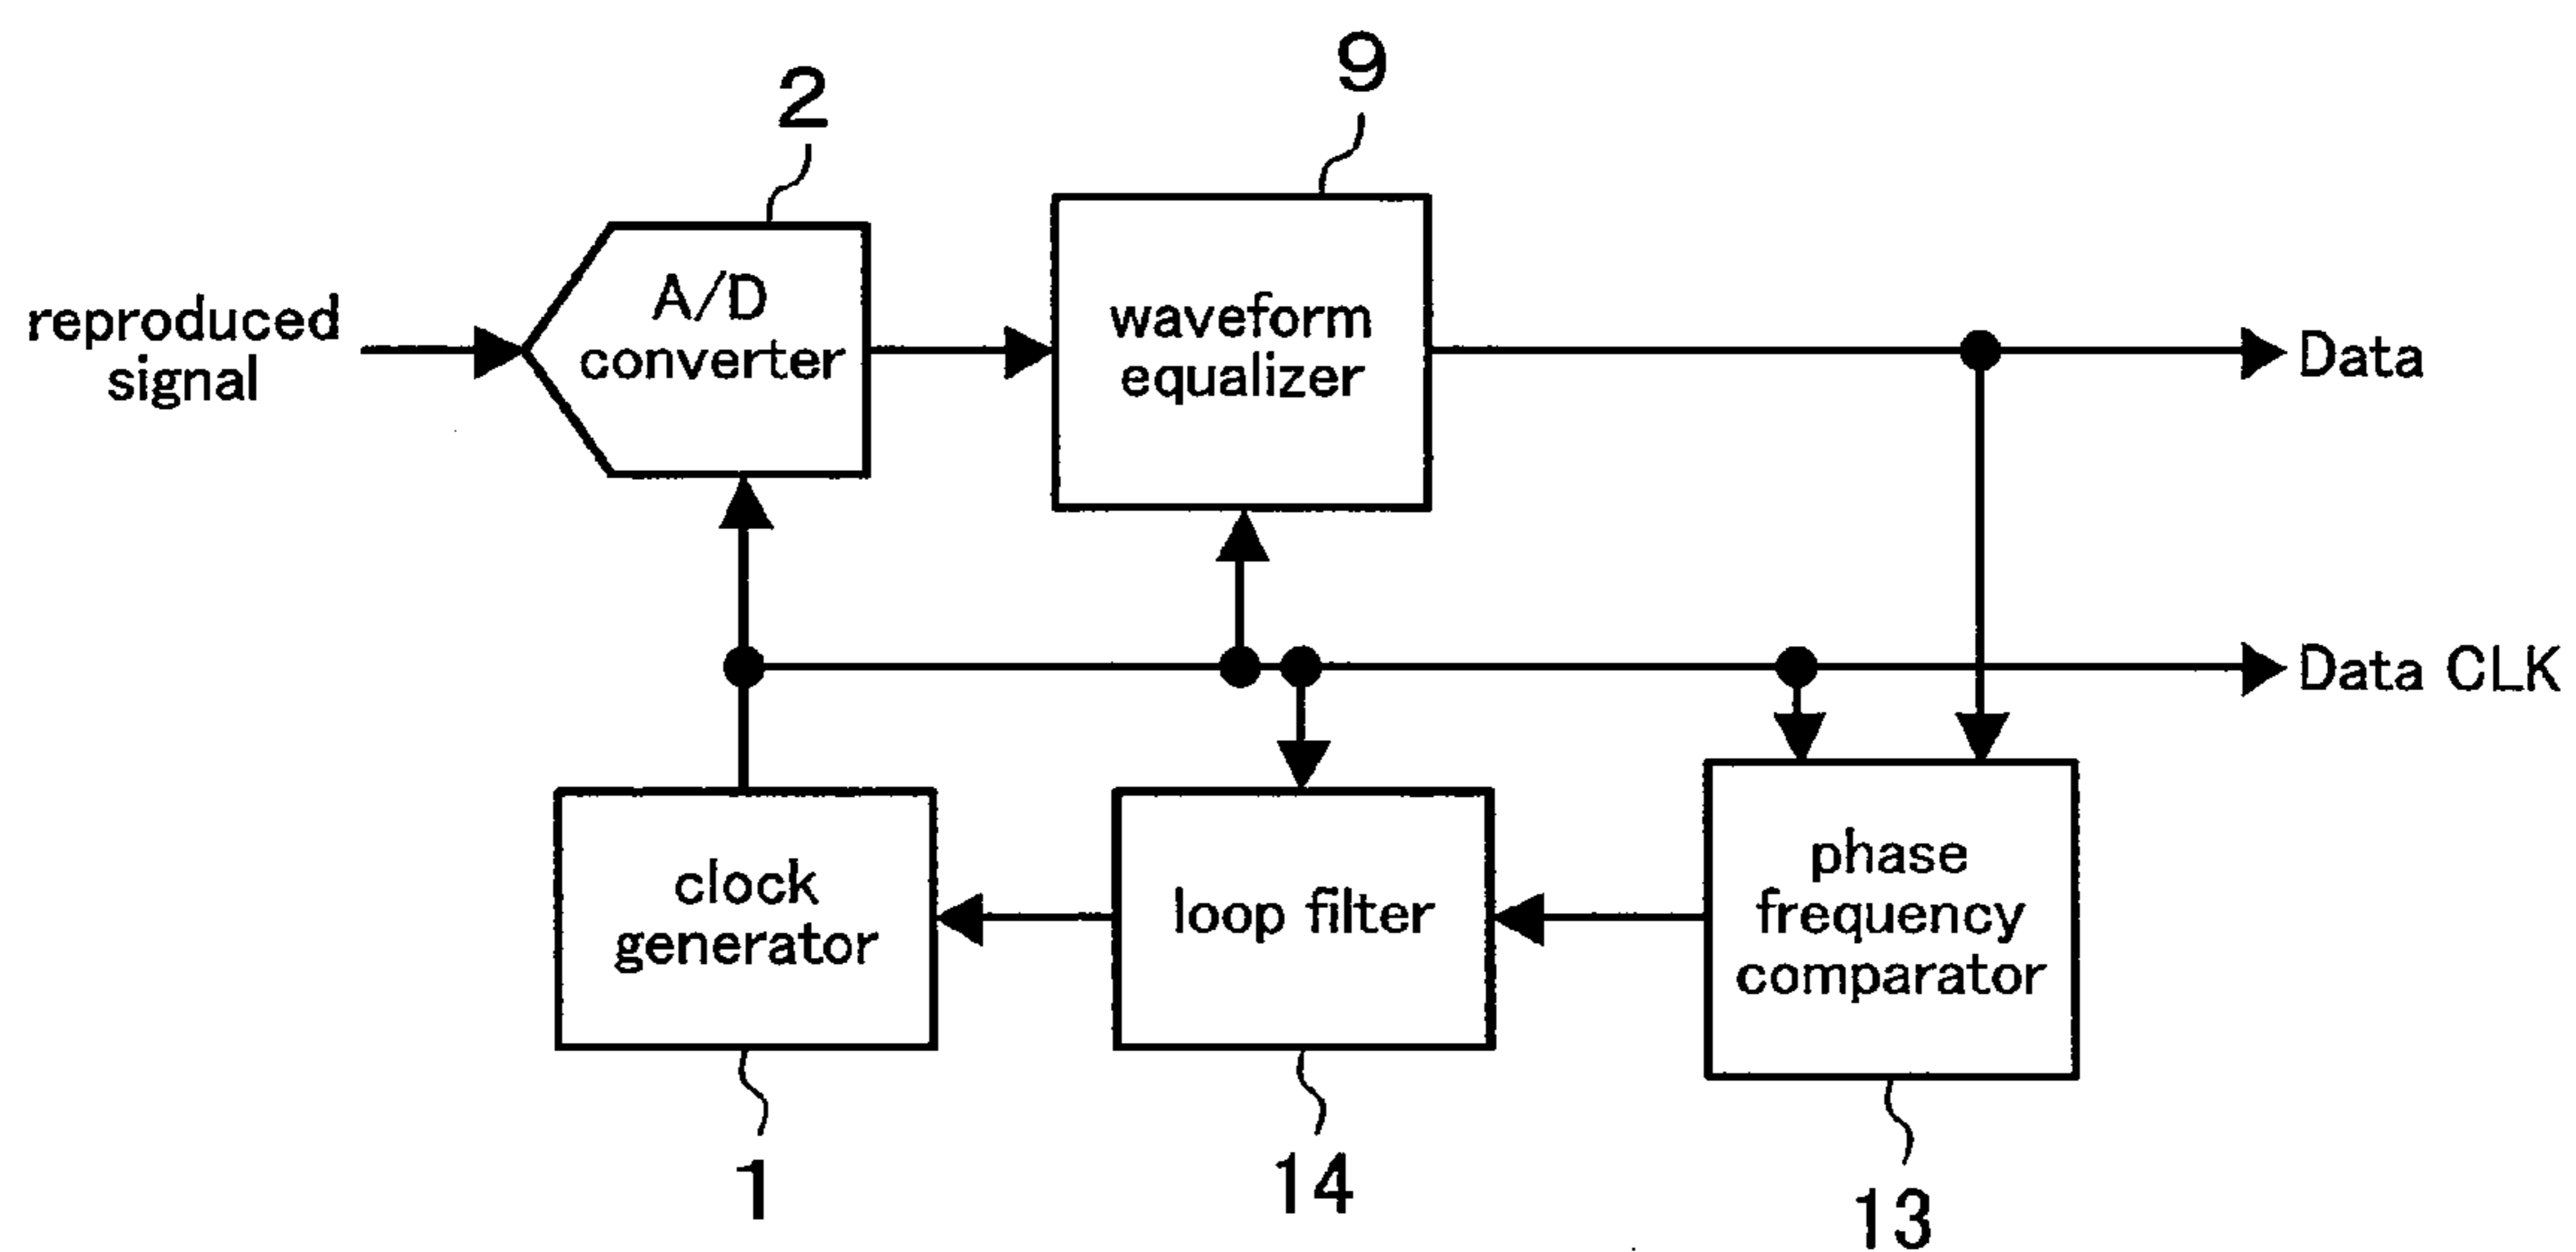 2
9
reproduced
signal
A/D
converter
waveform
equalizer
Data
Data CLK
clock
generator
loop filter
phase
frequency
comparator
1
14
13